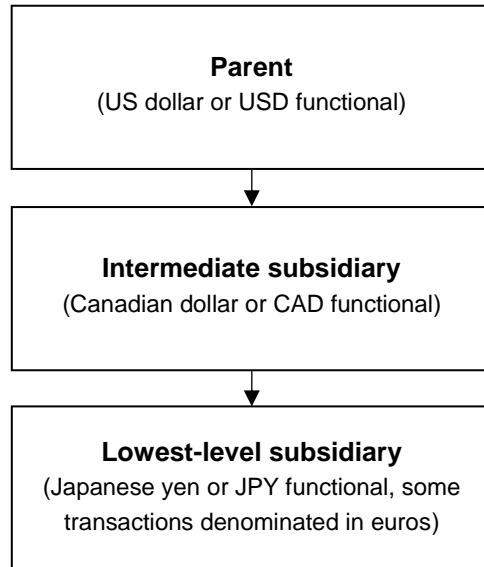 Parent
(US dollar or USD functional)
Intermediate subsidiary
(Canadian dollar or CAD functional)
Lowest-level subsidiary
(Japanese yen or JPY functional, some
transactions denominated in euros)